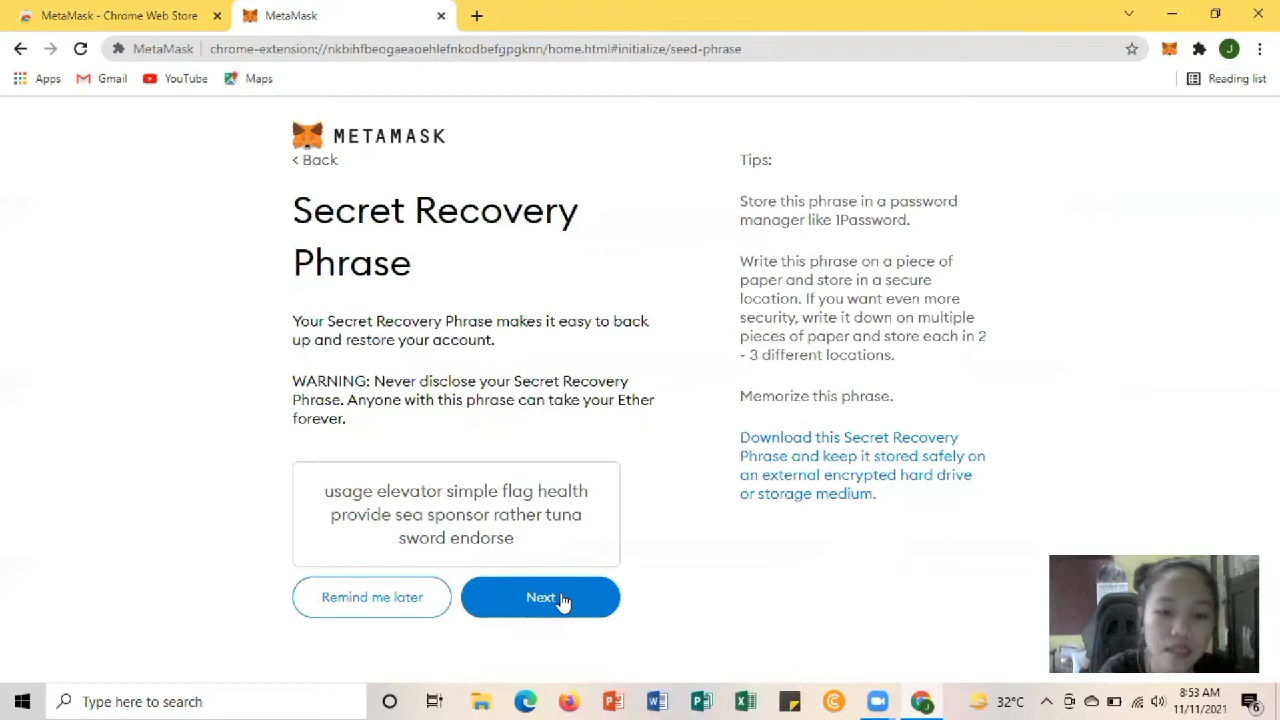 MetaMask - Chrome Web Store
MetaMask
MetaMask
chrome-extension://nkbihfbeogaeaoehlefnkodbefgpgknn/home.html#initialize/seed-phrase
J
Apps
Gmail
YouTube
Maps
Reading list
METAMASK
< Back
Secret Recovery
Phrase
Your Secret Recovery Phrase makes it easy to back
up and restore your account.
WARNING: Never disclose your Secret Recovery
Phrase. Anyone with this phrase can take your Ether
forever.
usage elevator simple flag health
provide sea sponsor rather tuna
sword endorse
Remind me later
Next
Tips:
Store this phrase in a password
manager like 1Password.
Write this phrase on a piece of
paper and store in a secure
location. If you want even more
security, write it down on multiple
pieces of paper and store each in 2
- 3 different locations.
Memorize this phrase.
Download this Secret Recovery
Phrase and keep it stored safely on
an external encrypted hard drive
or storage medium.
Type here to search
32°C
8:53 AM
11/11/2021
6